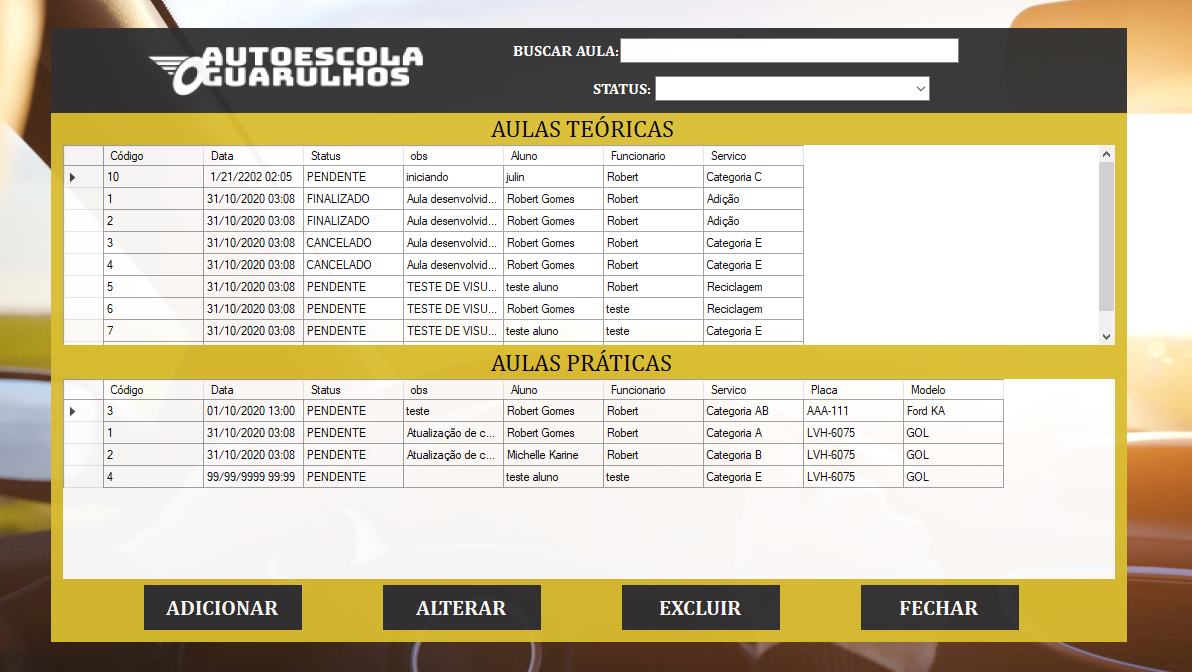 AUTOESCOLA
GUARULHOS
BUSCAR AULA:
STATUS:
AULAS TEÓRICAS
Código Data Status obs Aluno Funcionario Servico
10 1/21/2202 02:05 PENDENTE iniciando julin Robert Categoria C
1 31/10/2020 03:08 FINALIZADO Aula desenvolvid... Robert Gomes Robert Adição
2 31/10/2020 03:08 FINALIZADO Aula desenvolvid... Robert Gomes Robert Adição
3 31/10/2020 03:08 CANCELADO Aula desenvolvid... Robert Gomes Robert Categoria E
4 31/10/2020 03:08 CANCELADO Aula desenvolvid... Robert Gomes Robert Categoria E
5 31/10/2020 03:08 PENDENTE TESTE DE VISU... teste aluno Robert Reciclagem
6 31/10/2020 03:08 PENDENTE TESTE DE VISU... Robert Gomes teste Reciclagem
7 31/10/2020 03:08 PENDENTE TESTE DE VISU... teste aluno teste Categoria E
AULAS PRÁTICAS
Código Data Status obs Aluno Funcionario Servico Placa Modelo
3 01/10/2020 13:00 PENDENTE teste Robert Gomes Robert Categoria AB AAA-111 Ford KA
1 31/10/2020 03:08 PENDENTE Atualização de c... Robert Gomes Robert Categoria A LVH-6075 GOL
2 31/10/2020 03:08 PENDENTE Atualização de c... Michelle Karine Robert Categoria B LVH-6075 GOL
4 99/99/9999 99:99 PENDENTE teste aluno teste Categoria E LVH-6075 GOL
ADICIONAR ALTERAR EXCLUIR FECHAR